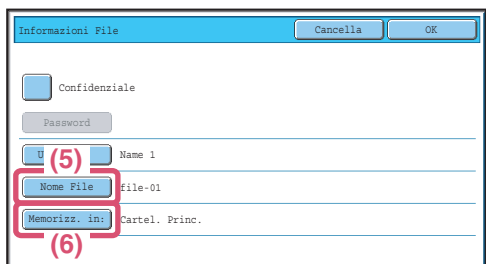 Informazioni File Cancella OK
Confidenziale
Password
U (5) Name 1
Nome File file-01
Memorizz. in: Cartel. Princ.
(6)